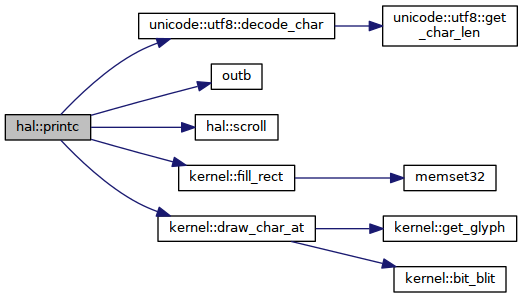 hal::printc
unicode::utf8::decode_char
unicode::utf8::get
_char_len
outb
hal::scroll
kernel::fill_rect
memset32
kernel::draw_char_at
kernel::get_glyph
kernel::bit_blit